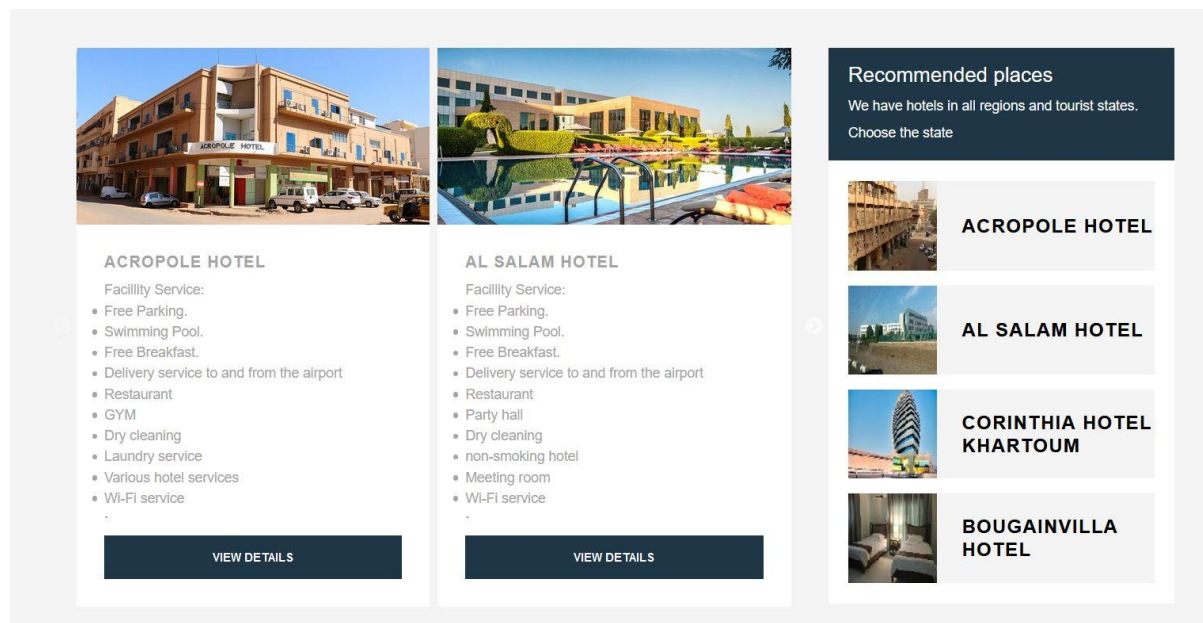 ACROPOLE HOTEL
ACROPOLE HOTEL
Facillity Service:
Free Parking.
Swimming Pool.
Free Breakfast.
Delivery service to and from the airport
Restaurant
GYM
Dry cleaning
Laundry service
Various hotel services
Wi-Fi service
.
VIEW DETAILS
AL SALAM HOTEL
Facillity Service:
Free Parking.
Swimming Pool.
Free Breakfast.
Delivery service to and from the airport
Restaurant
Party hall
Dry cleaning
non-smoking hotel
Meeting room
Wi-Fi service
.
VIEW DETAILS
Recommended places
We have hotels in all regions and tourist states.
Choose the state
ACROPOLE HOTEL
AL SALAM HOTEL
CORINTHIA HOTEL
KHARTOUM
BOUGAINVILLA
HOTEL